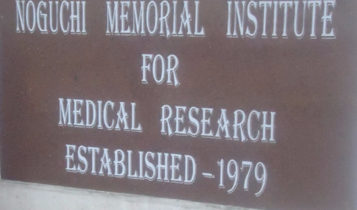 NOGUCHI MEMORIAL INSTITUTE
FOR
MEDICAL RESEARCH
ESTABLISHED - 1979